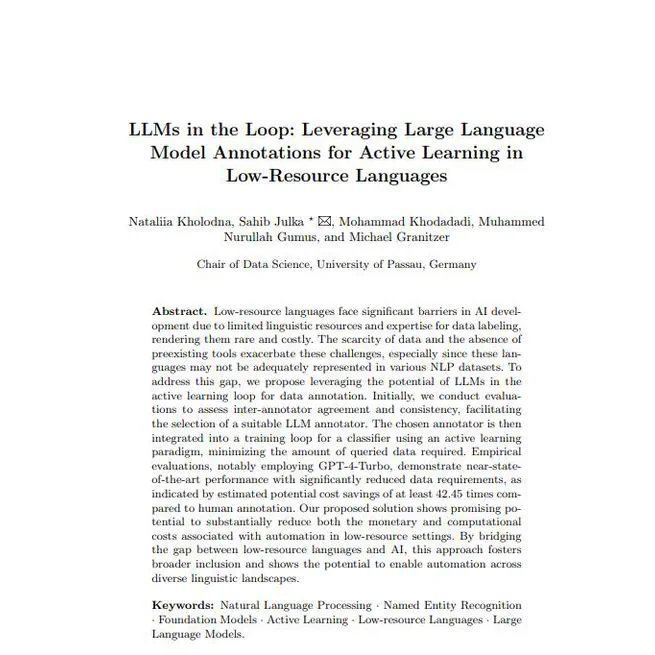 LLMs in the Loop: Leveraging Large Language
Model Annotations for Active Learning in
Low-Resource Languages
Nataliia Kholodna, Sahib Julka * ✉, Mohammad Khodadadi, Muhammed
Nurullah Gumus, and Michael Granitzer
Chair of Data Science, University of Passau, Germany
Abstract. Low-resource languages face significant barriers in AI devel-
opment due to limited linguistic resources and expertise for data labeling,
rendering them rare and costly. The scarcity of data and the absence of
preexisting tools exacerbate these challenges, especially since these lan-
guages may not be adequately represented in various NLP datasets. To
address this gap, we propose leveraging the potential of LLMs in the
active learning loop for data annotation. Initially, we conduct evalua-
tions to assess inter-annotator agreement and consistency, facilitating
the selection of a suitable LLM annotator. The chosen annotator is then
integrated into a training loop for a classifier using an active learning
paradigm, minimizing the amount of queried data required. Empirical
evaluations, notably employing GPT-4-Turbo, demonstrate near-state-
of-the-art performance with significantly reduced data requirements, as
indicated by estimated potential cost savings of at least 42.45 times com-
pared to human annotation. Our proposed solution shows promising po-
tential to substantially reduce both the monetary and computational
costs associated with automation in low-resource settings. By bridging
the gap between low-resource languages and AI, this approach fosters
broader inclusion and shows the potential to enable automation across
diverse linguistic landscapes.
Keywords: Natural Language Processing · Named Entity Recognition
· Foundation Models · Active Learning · Low-resource Languages · Large
Language Models.